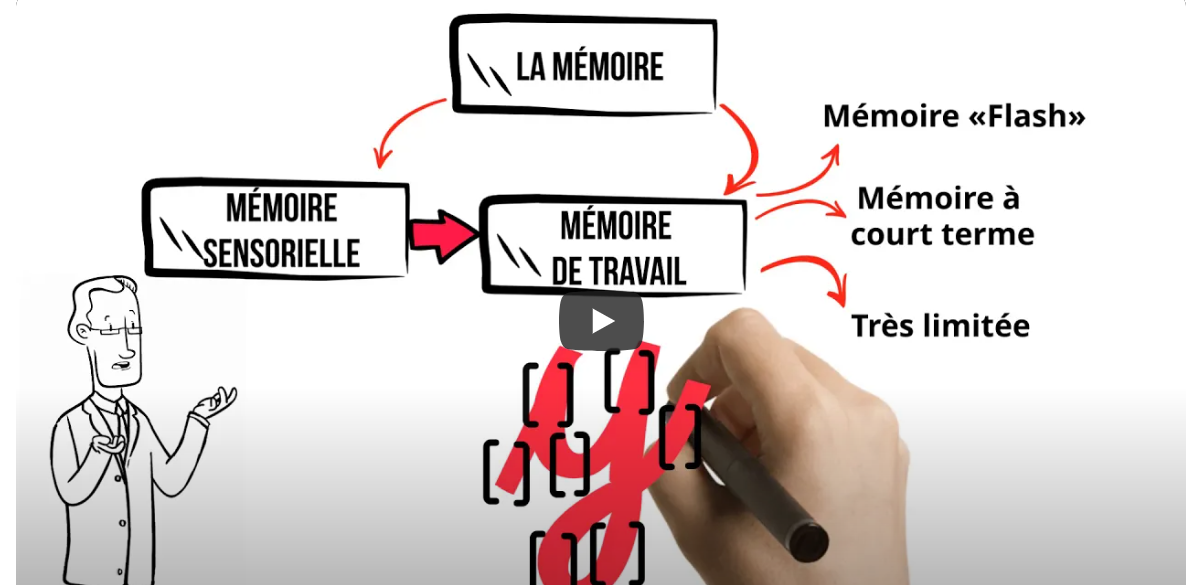 LA MÉMOIRE
MÉMOIRE
SENSORIELLE
MÉMOIRE
DE TRAVAIL
Mémoire «Flash»
Mémoire à
court terme
Très limitée
[ ] [ ]
[ ]
[ ] [ ]
[ ] [ ]